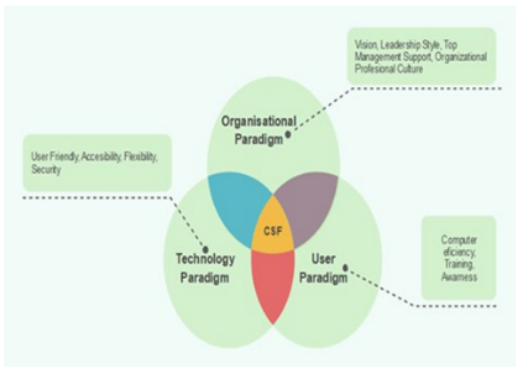 Vision, Leadership Style, Top
Management Support, Organizational
Profesional Culture
Organisational
Paradigm
User Friendly, Accesibility, Flexibility,
Security
CSF
Technology
Paradigm
User
Paradigm
Computer
eficiency,
Training,
Awarness